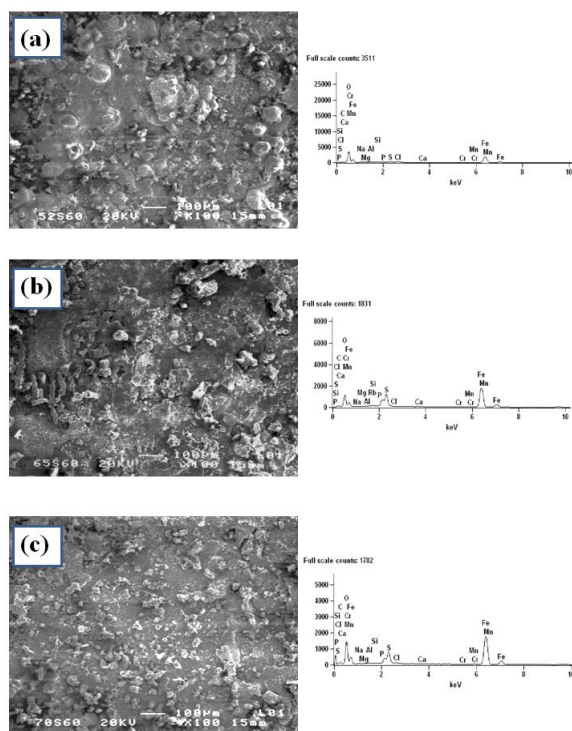 (a)
52S60 20KV 100µm X100 15mm L01
Full scale counts: 3511
25000
20000
15000
10000
5000
0
O
Cr
C Fe
Ca Mn
Si
Cl
S
P
Na Al Si
Mg P S Cl Ca Cr Mn Cr Fe Mn Fe
0 2 4 6 8 10
keV
(b)
65S60 20KV 100µm X100 15mm L01
Full scale counts: 1831
8000
6000
4000
2000
0
O
Fe
C Cr
Cl Mn
Ca
S
Si
P
Si
Mg Rb
Na Al P S Cl Ca Cr Mn Cr Fe Mn Fe
0 2 4 6 8 10
keV
(c)
70S60 20KV 100µm X100 15mm L01
Full scale counts: 1782
5000
4000
3000
2000
1000
0
O
C Fe
Si Cr
Cl Mn
Ca
P
S
Na Al Si
Mg P S Cl Ca Cr Mn Cr Fe Mn Fe
0 2 4 6 8 10
keV